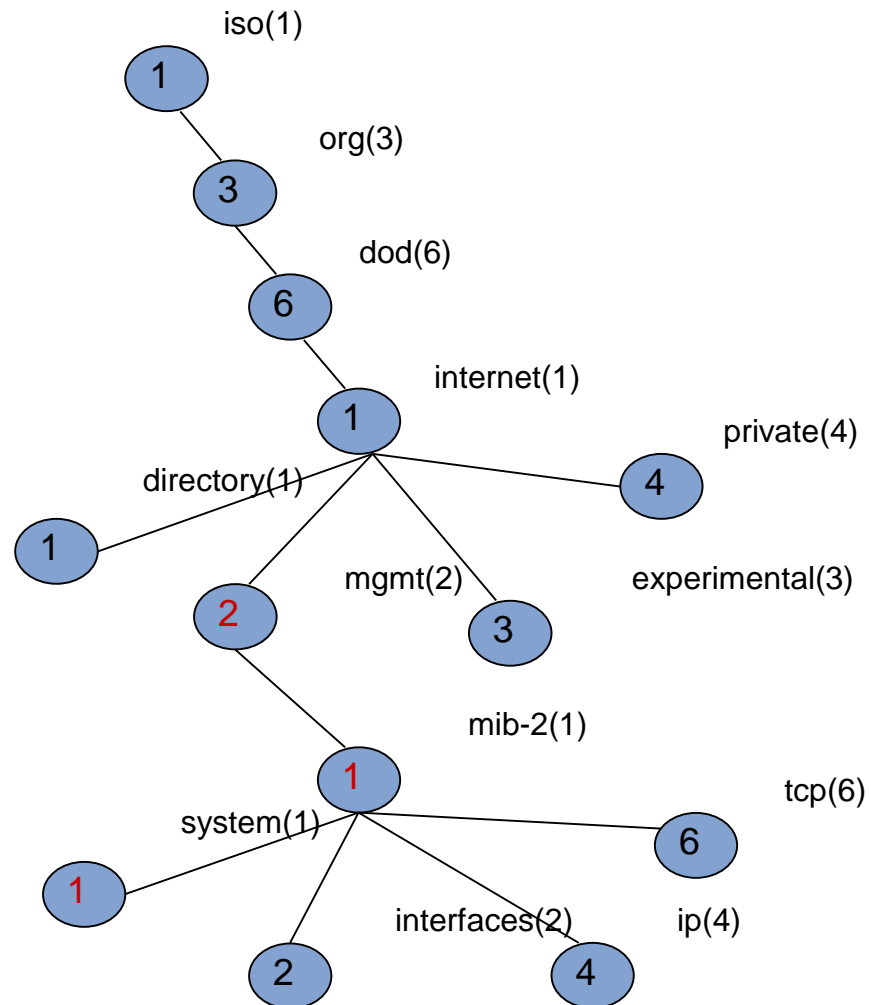 iso(1)
1
org(3)
3
dod(6)
6
internet(1)
1
private(4)
directory(1)
4
1
mgmt(2)
experimental(3)
2
3
mib-2(1)
1
tcp(6)
system(1)
6
1
interfaces(2)
ip(4)
2
4